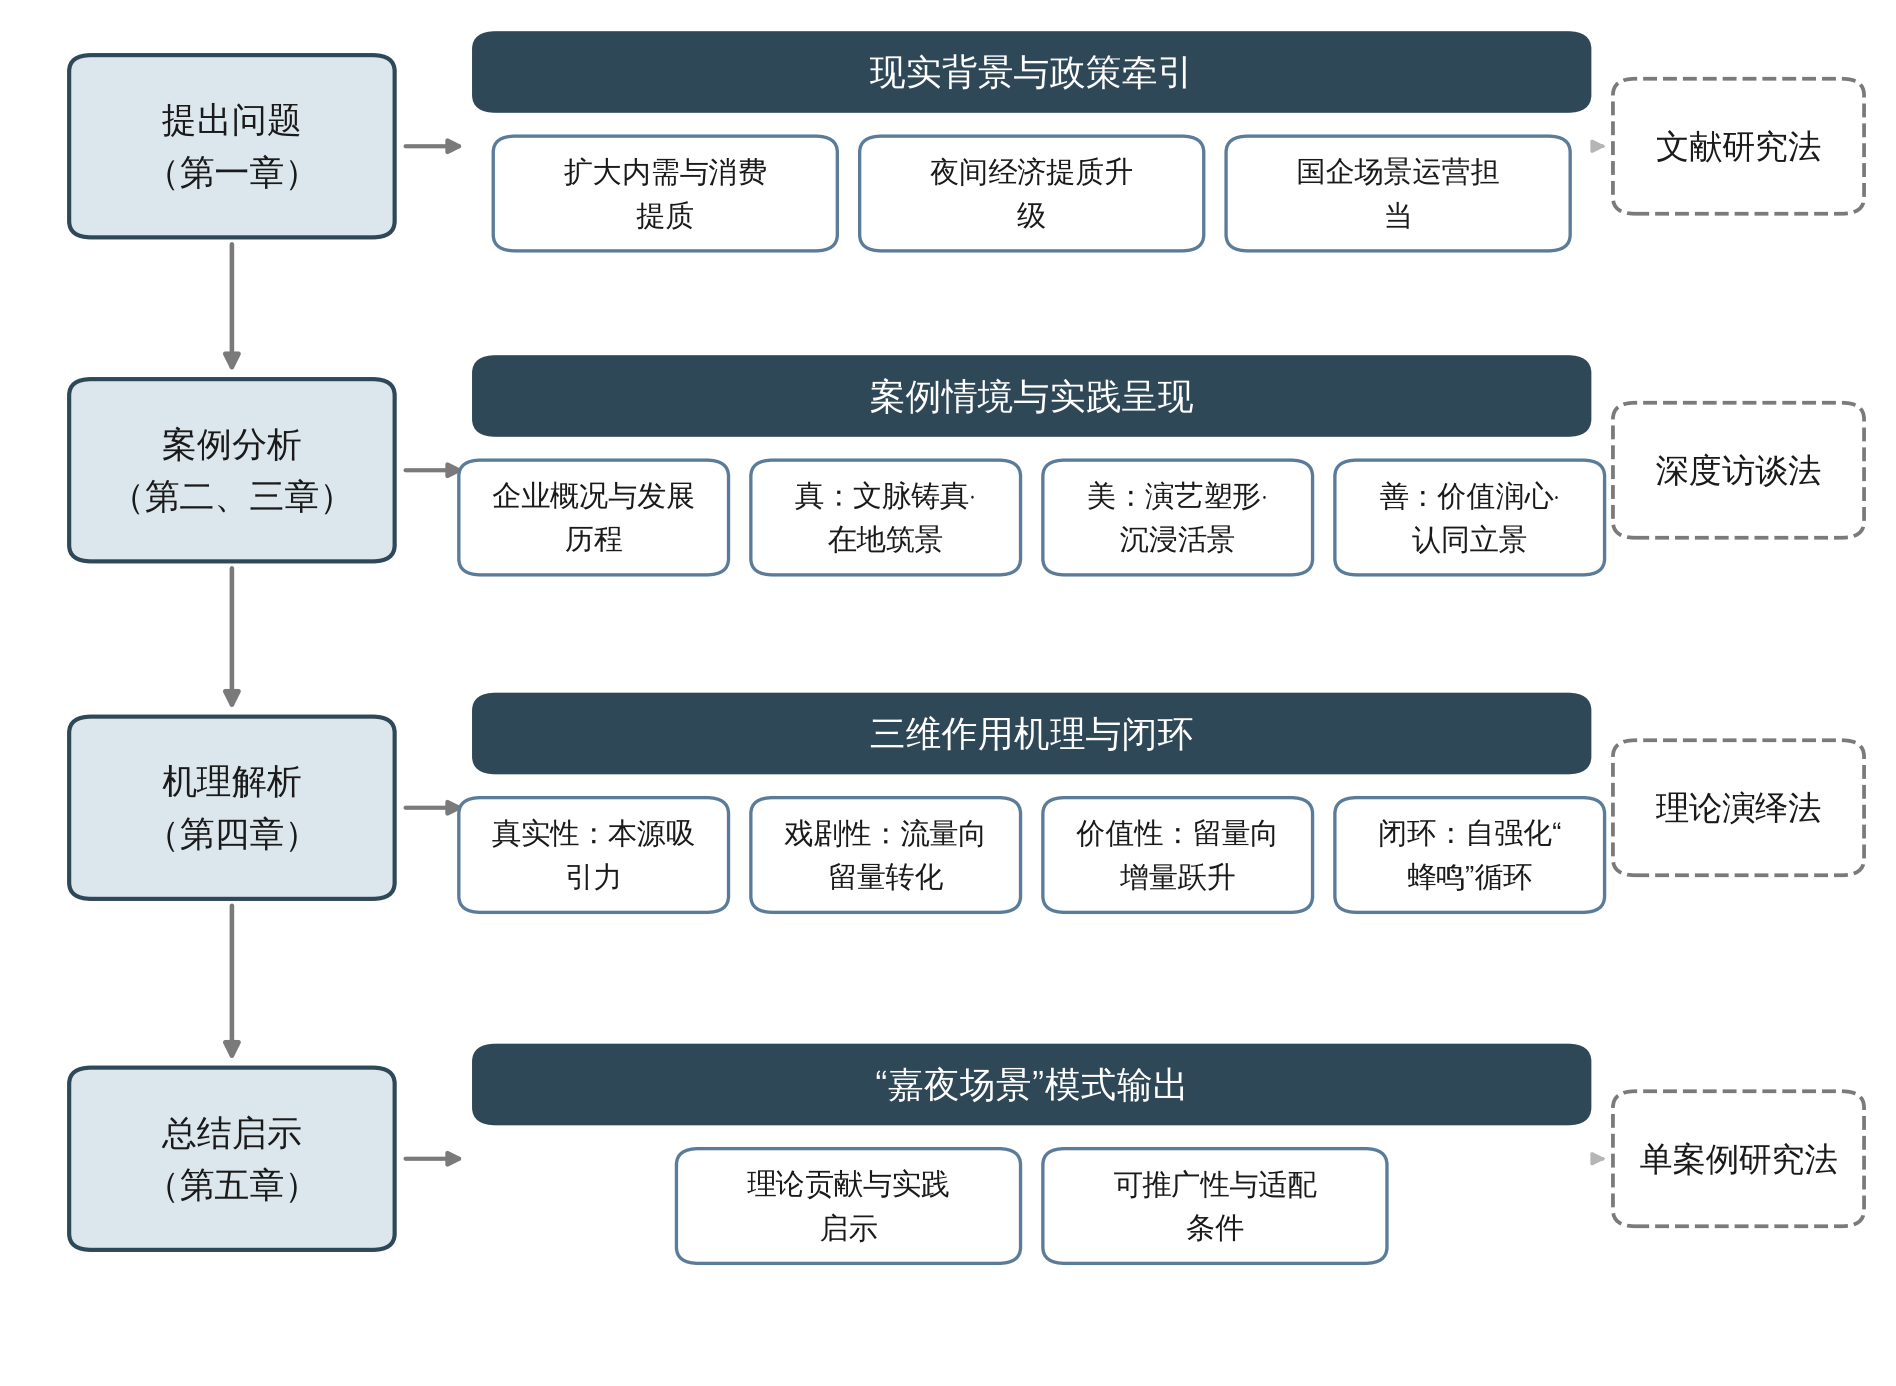 现实背景与政策牵引
提出问题
（第一章）
扩大内需与消费
提质
夜间经济提质升
级
国企场景运营担
当
文献研究法
案例情境与实践呈现
案例分析
（第二、三章）
企业概况与发展
历程
真：文脉铸真·
在地筑景
美：演艺塑形·
沉浸活景
善：价值润心·
认同立景
深度访谈法
三维作用机理与闭环
机理解析
（第四章）
真实性：本源吸
引力
戏剧性：流量向
留量转化
价值性：留量向
增量跃升
闭环：自强化“
蜂鸣”循环
理论演绎法
“嘉夜场景”模式输出
总结启示
（第五章）
理论贡献与实践
启示
可推广性与适配
条件
单案例研究法